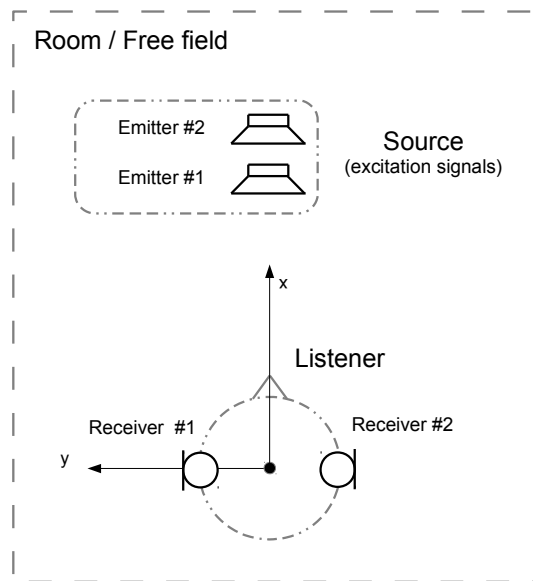 Room / Free field
Emitter #2
Source
(excitation signals)
Emitter #1
x
Listener
Receiver #1
Receiver #2
y